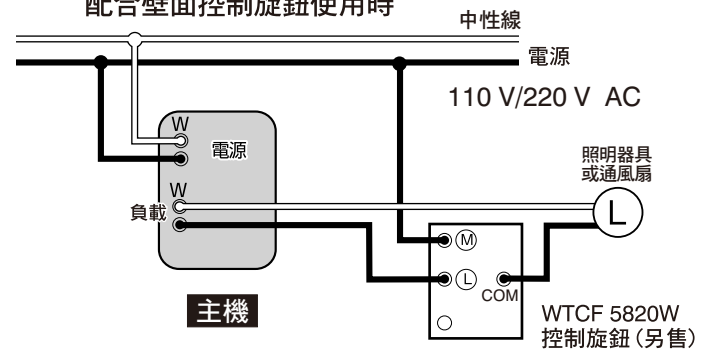 配合壁面控制旋鈕使用時
中性線
電源
110 V/220 V AC
W
電源
W
負載
照明器具
或通風扇
L
M
L
COM
主機
WTCF 5820W
控制旋鈕（另售）